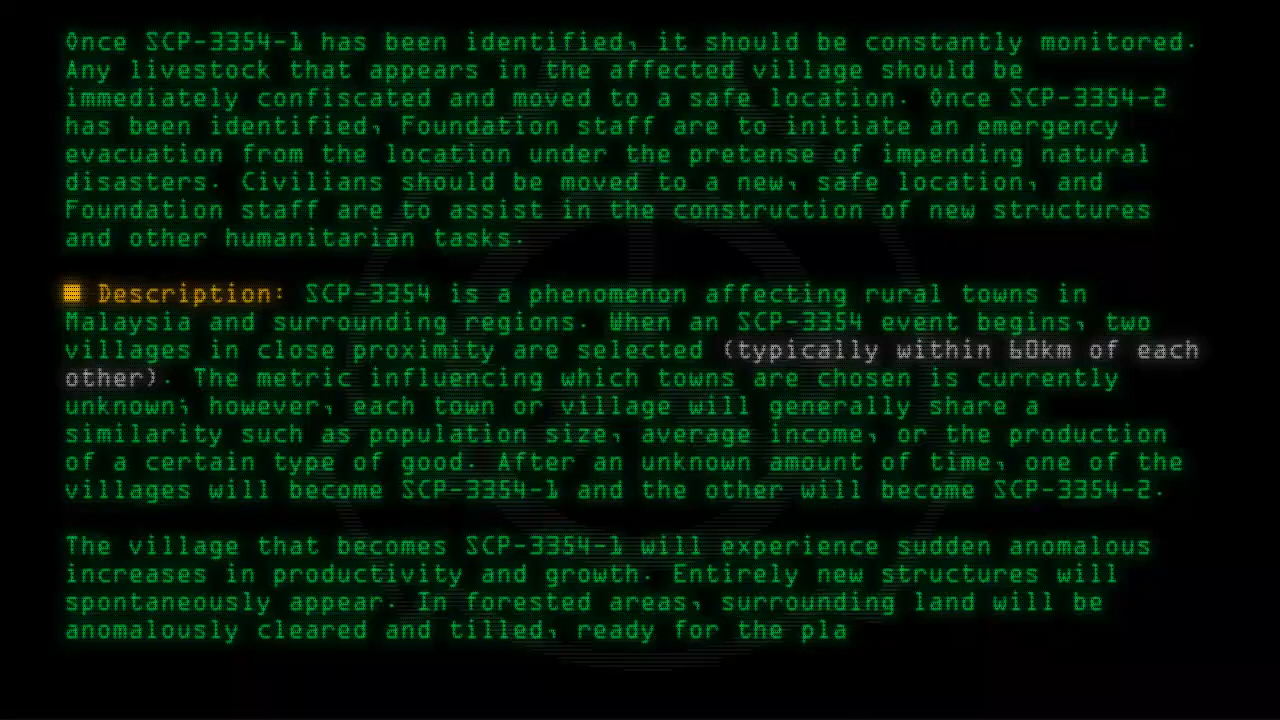 Once SCP-3354-1 has been identified, it should be constantly monitored.
Any livestock that appears in the affected village should be
immediately confiscated and moved to a safe location. Once SCP-3354-2
has been identified, Foundation staff are to initiate an emergency
evacuation from the location under the pretense of impending natural
disasters. Civilians should be moved to a new, safe location, and
Foundation staff are to assist in the construction of new structures
and other humanitarian tasks.
Description: SCP-3354 is a phenomenon affecting rural towns in
Malaysia and surrounding regions. When an SCP-3354 event begins, two
villages in close proximity are selected (typically within 60km of each
other). The metric influencing which towns are chosen is currently
unknown; however, each town or village will generally share a
similarity such as population size, average income, or the production
of a certain type of good. After an unknown amount of time, one of the
villages will become SCP-3354-1 and the other will become SCP-3354-2.
The village that becomes SCP-3354-1 will experience sudden anomalous
increases in productivity and growth. Entirely new structures will
spontaneously appear. In forested areas, surrounding land will be
anomalously cleared and tilled, ready for the pla